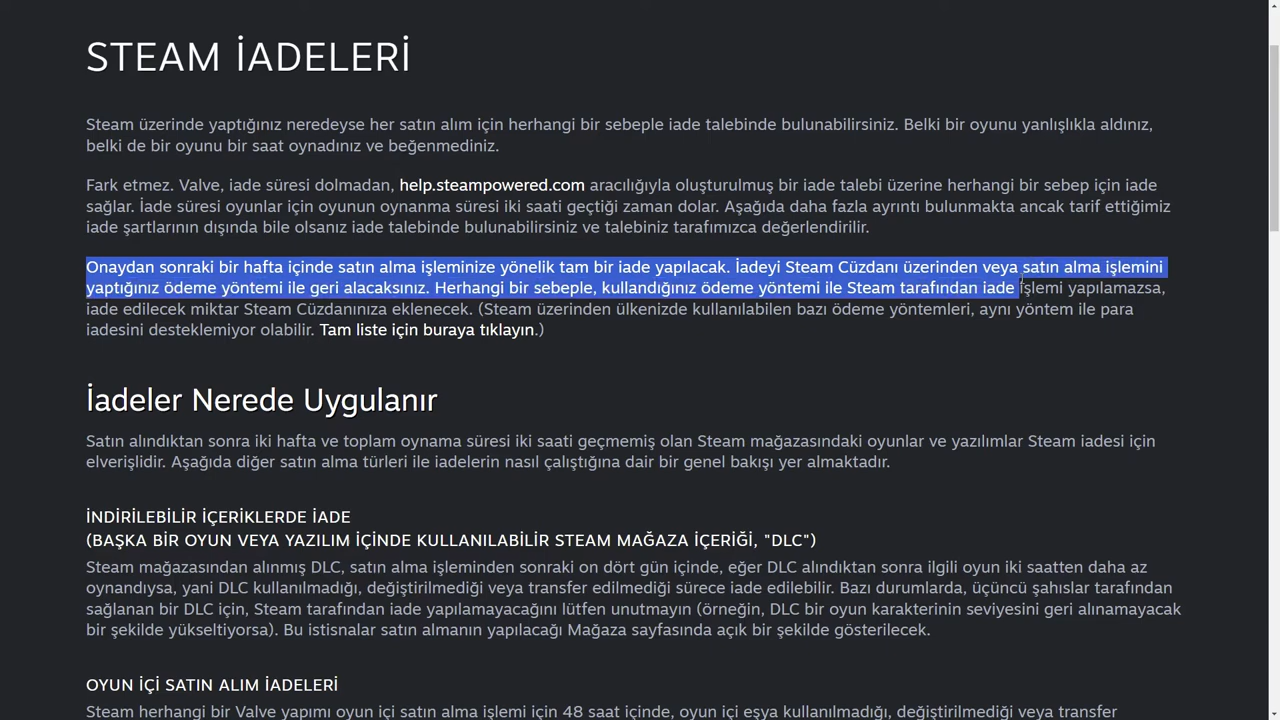 STEAM İADELERİ
Steam üzerinde yaptığınız neredeyse her satın alım için herhangi bir sebeple iade talebinde bulunabilirsiniz. Belki bir oyunu yanlışlıkla aldınız,
belki de bir oyunu bir saat oynadınız ve beğenmediniz.
Fark etmez. Valve, iade süresi dolmadan, help.steampowered.com aracılığıyla oluşturulmuş bir iade talebi üzerine herhangi bir sebep için iade
sağlar. İade süresi oyunlar için oyunun oynanma süresi iki saati geçtiği zaman dolar. Aşağıda daha fazla ayrıntı bulunmakta ancak tarif ettiğimiz
iade şartlarının dışında bile olsanız iade talebinde bulunabilirsiniz ve talebiniz tarafımızca değerlendirilir.
Onaydan sonraki bir hafta içinde satın alma işleminize yönelik tam bir iade yapılacak. İadeyi Steam Cüzdanı üzerinden veya satın alma işlemini
yaptığınız ödeme yöntemi ile geri alacaksınız. Herhangi bir sebeple, kullandığınız ödeme yöntemi ile Steam tarafından iade işlemi yapılamazsa,
iade edilecek miktar Steam Cüzdanınıza eklenecek. (Steam üzerinden ülkenizde kullanılabilen bazı ödeme yöntemleri, aynı yöntem ile para
iadesini desteklemiyor olabilir. Tam liste için buraya tıklayın.)
İadeler Nerede Uygulanır
Satın alındıktan sonra iki hafta ve toplam oynama süresi iki saati geçmemiş olan Steam mağazasındaki oyunlar ve yazılımlar Steam iadesi için
elverişlidir. Aşağıda diğer satın alma türleri ile iadelerin nasıl çalıştığına dair bir genel bakışı yer almaktadır.
İNDİRİLEBİLİR İÇERİKLERDE İADE
(BAŞKA BİR OYUN VEYA YAZILIM İÇİNDE KULLANILABİLİR STEAM MAĞAZA İÇERİĞİ, "DLC")
Steam mağazasından alınmış DLC, satın alma işleminden sonraki on dört gün içinde, eğer DLC alındıktan sonra ilgili oyun iki saatten daha az
oynandıysa, yani DLC kullanılmadığı, değiştirilmediği veya transfer edilmediği sürece iade edilebilir. Bazı durumlarda, üçüncü şahıslar tarafından
sağlanan bir DLC için, Steam tarafından iade yapılamayacağını lütfen unutmayın (örneğin, DLC bir oyun karakterinin seviyesini geri alınamayacak
bir şekilde yükseltiyorsa). Bu istisnalar satın almanın yapılacağı Mağaza sayfasında açık bir şekilde gösterilecek.
OYUN İÇİ SATIN ALIM İADELERİ
Steam herhangi bir Valve yapımı oyun içi satın alma işlemi için 48 saat içinde, oyun içi eşya kullanılmadığı, değiştirilmediği veya transfer